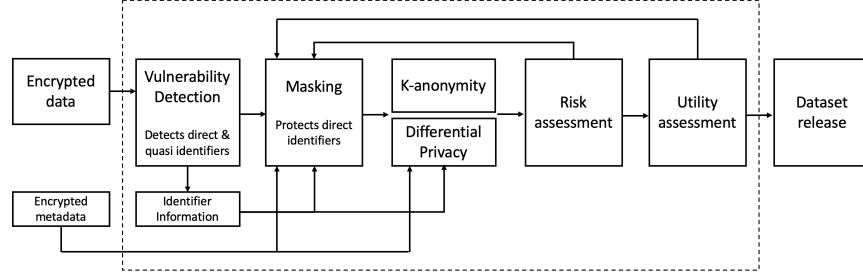 Encrypted
data
Vulnerability
Detection
Detects direct &
quasi identifiers
Masking
Protects direct
identifiers
K-anonymity
Differential
Privacy
Risk
assessment
Utility
assessment
Dataset
release
Encrypted
metadata
Identifier
Information